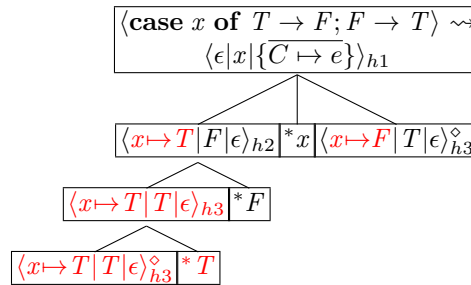 ⟨case x of T → F; F → T⟩ ⇝
⟨ϵ|x|{C ↦ e}⟩h1
⟨x↦T|F|ϵ⟩h2 *x ⟨x↦F|T|ϵ⟩◇h3
⟨x↦T|T|ϵ⟩h3 *F
⟨x↦T|T|ϵ⟩◇h3 *T